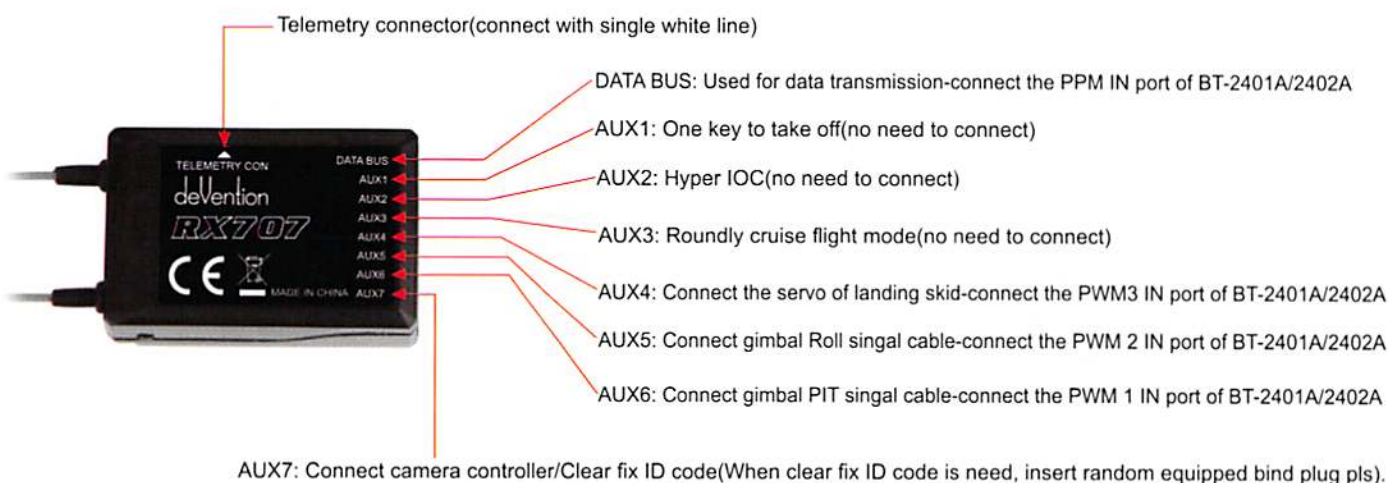 Telemetry connector(connect with single white line)
DATA BUS: Used for data transmission-connect the PPM IN port of BT-2401A/2402A
AUX1: One key to take off(no need to connect)
AUX2: Hyper IOC(no need to connect)
AUX3: Roundly cruise flight mode(no need to connect)
AUX4: Connect the servo of landing skid-connect the PWM3 IN port of BT-2401A/2402A
AUX5: Connect gimbal Roll singal cable-connect the PWM 2 IN port of BT-2401A/2402A
AUX6: Connect gimbal PIT singal cable-connect the PWM 1 IN port of BT-2401A/2402A
AUX7: Connect camera controller/Clear fix ID code(When clear fix ID code is need, insert random equipped bind plug pls).
TELEMETRY CON
deVention
RX707
CE
MADE IN CHINA
DATA BUS
AUX1
AUX2
AUX3
AUX4
AUX5
AUX6
AUX7